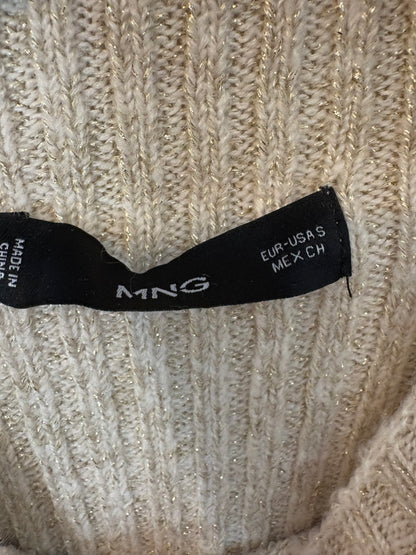 MADE IN
CHINA
MNG
EUR-USA S
MEX CH